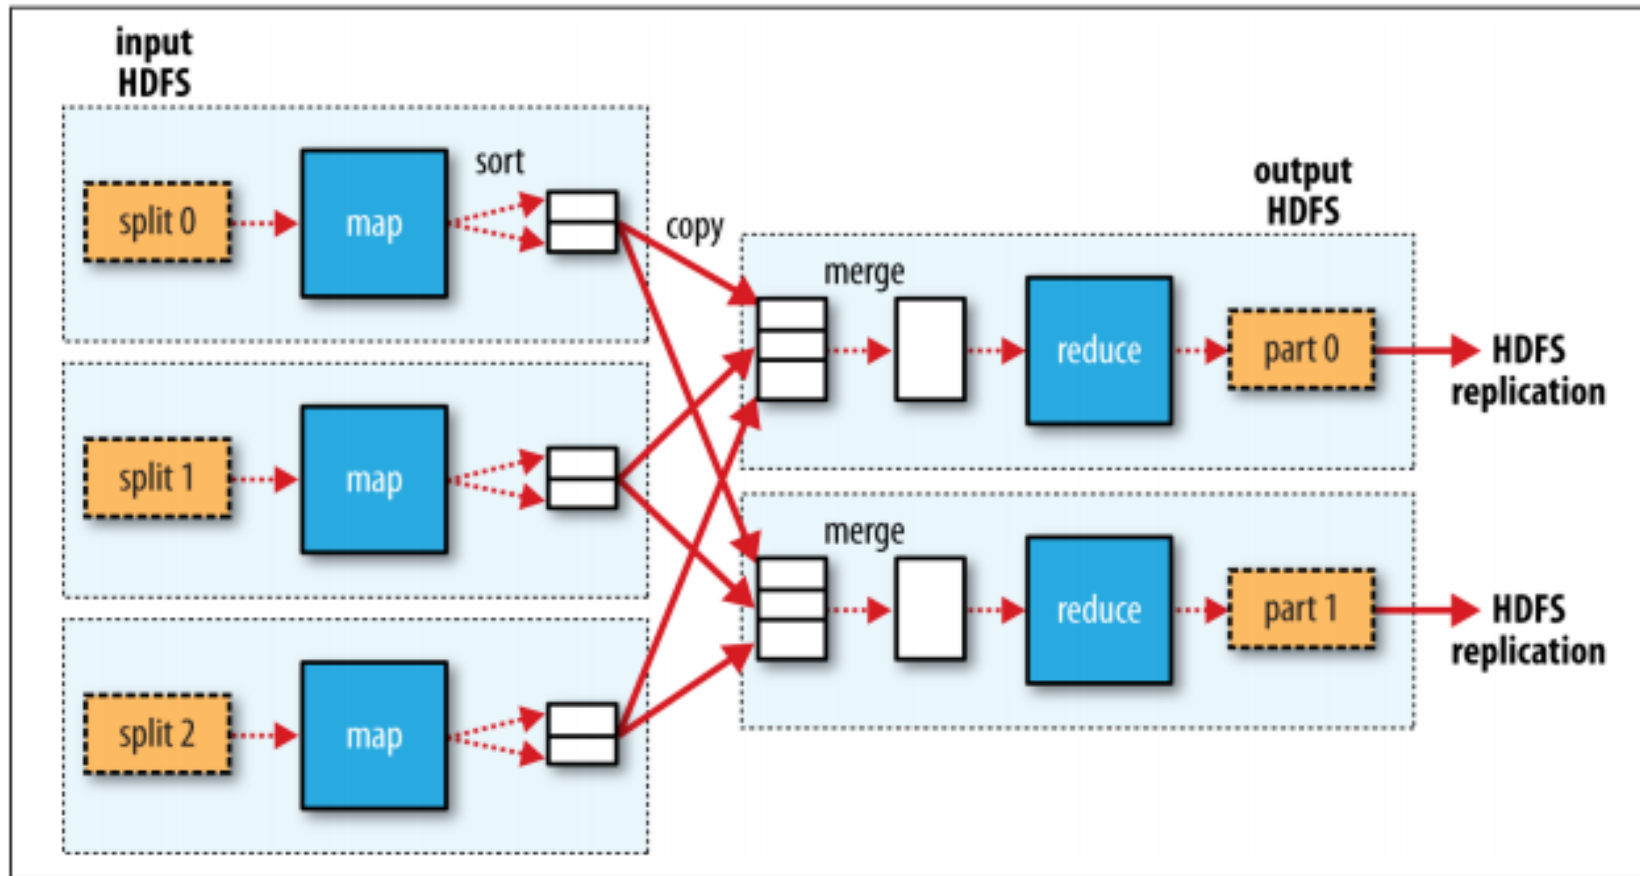 input
HDFS
split 0
map
sort
copy
split 1
map
split 2
map
output
HDFS
merge
reduce
part 0
HDFS
replication
merge
reduce
part 1
HDFS
replication